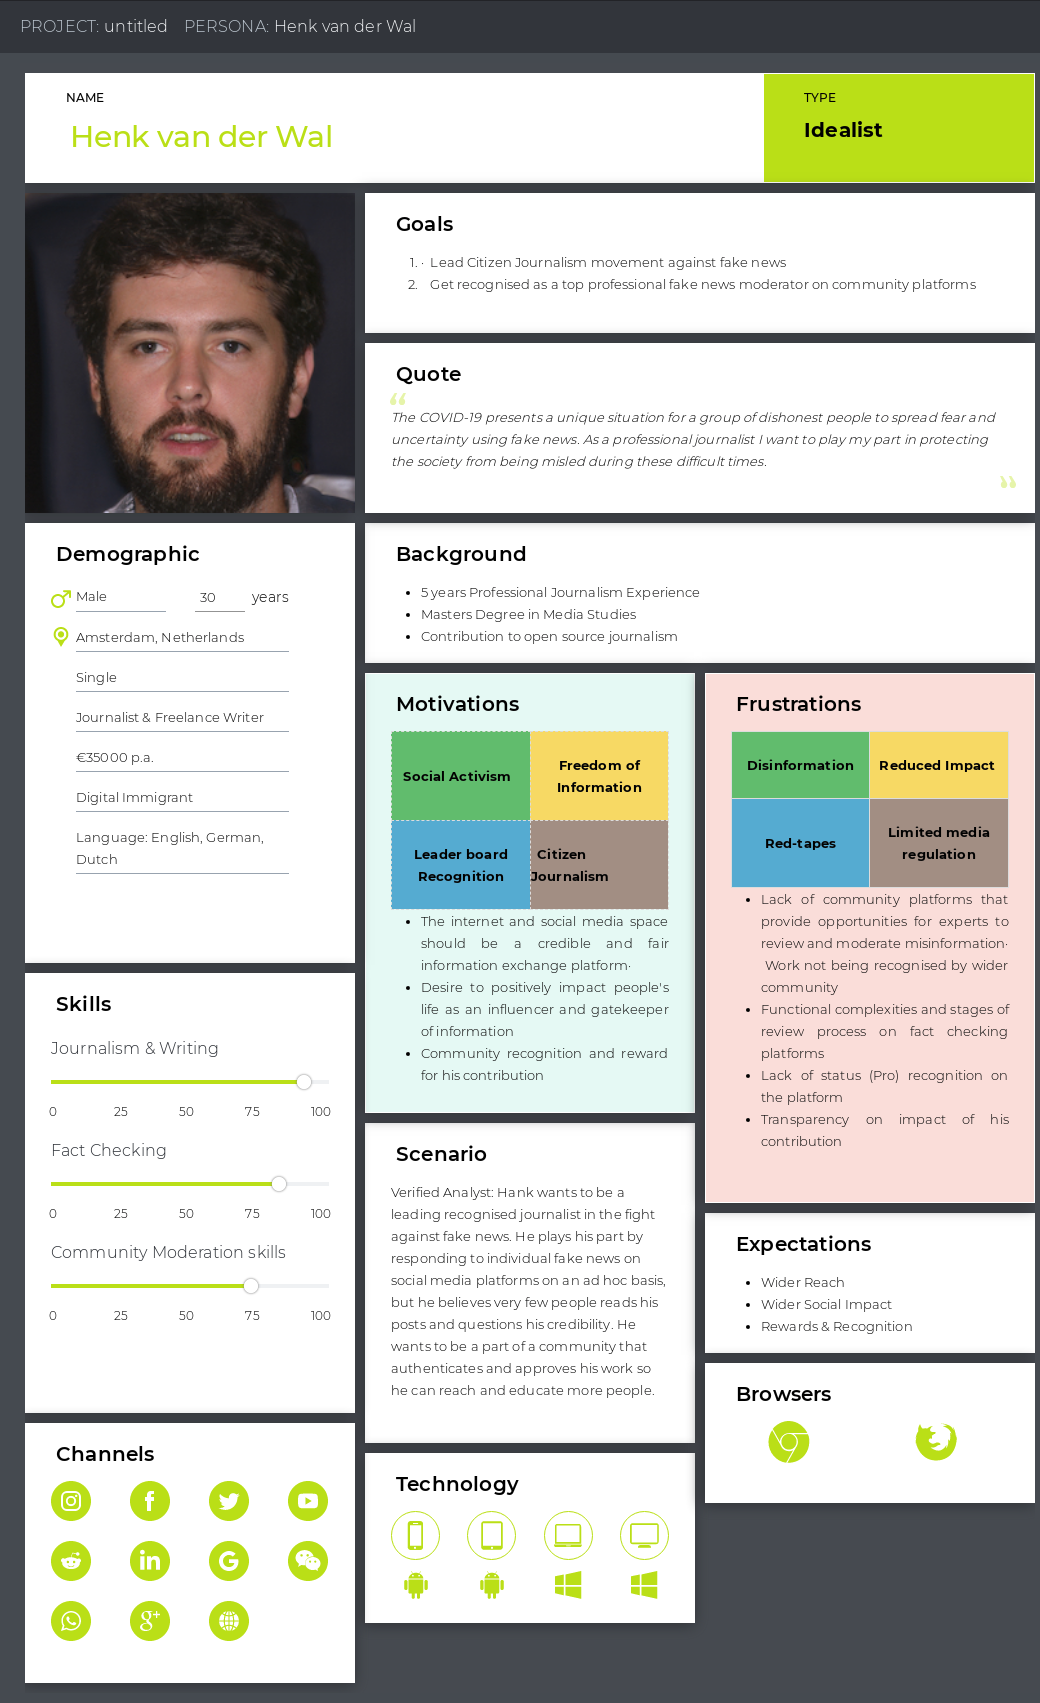 PROJECT: untitled PERSONA: Henk van der Wal
NAME
Henk van der Wal
TYPE
Idealist
Goals
1. · Lead Citizen Journalism movement against fake news
2. Get recognised as a top professional fake news moderator on community platforms
Quote
“
The COVID-19 presents a unique situation for a group of dishonest people to spread fear and
uncertainty using fake news. As a professional journalist I want to play my part in protecting
the society from being misled during these difficult times.
”
Demographic
Male 30 years
Amsterdam, Netherlands
Single
Journalist & Freelance Writer
€35000 p.a.
Digital Immigrant
Language: English, German,
Dutch
Background
• 5 years Professional Journalism Experience
• Masters Degree in Media Studies
• Contribution to open source journalism
Motivations
Social Activism
Freedom of
Information
Leader board
Recognition
Citizen
Journalism
• The internet and social media space
should be a credible and fair
information exchange platform·
• Desire to positively impact people's
life as an influencer and gatekeeper
of information
• Community recognition and reward
for his contribution
Frustrations
Disinformation
Reduced Impact
Red-tapes
Limited media
regulation
• Lack of community platforms that
provide opportunities for experts to
review and moderate misinformation·
Work not being recognised by wider
community
• Functional complexities and stages of
review process on fact checking
platforms
• Lack of status (Pro) recognition on
the platform
• Transparency on impact of his
contribution
Skills
Journalism & Writing
0 25 50 75 100
Fact Checking
0 25 50 75 100
Community Moderation skills
0 25 50 75 100
Scenario
Verified Analyst: Hank wants to be a
leading recognised journalist in the fight
against fake news. He plays his part by
responding to individual fake news on
social media platforms on an ad hoc basis,
but he believes very few people reads his
posts and questions his credibility. He
wants to be a part of a community that
authenticates and approves his work so
he can reach and educate more people.
Expectations
• Wider Reach
• Wider Social Impact
• Rewards & Recognition
Browsers
Channels
Technology